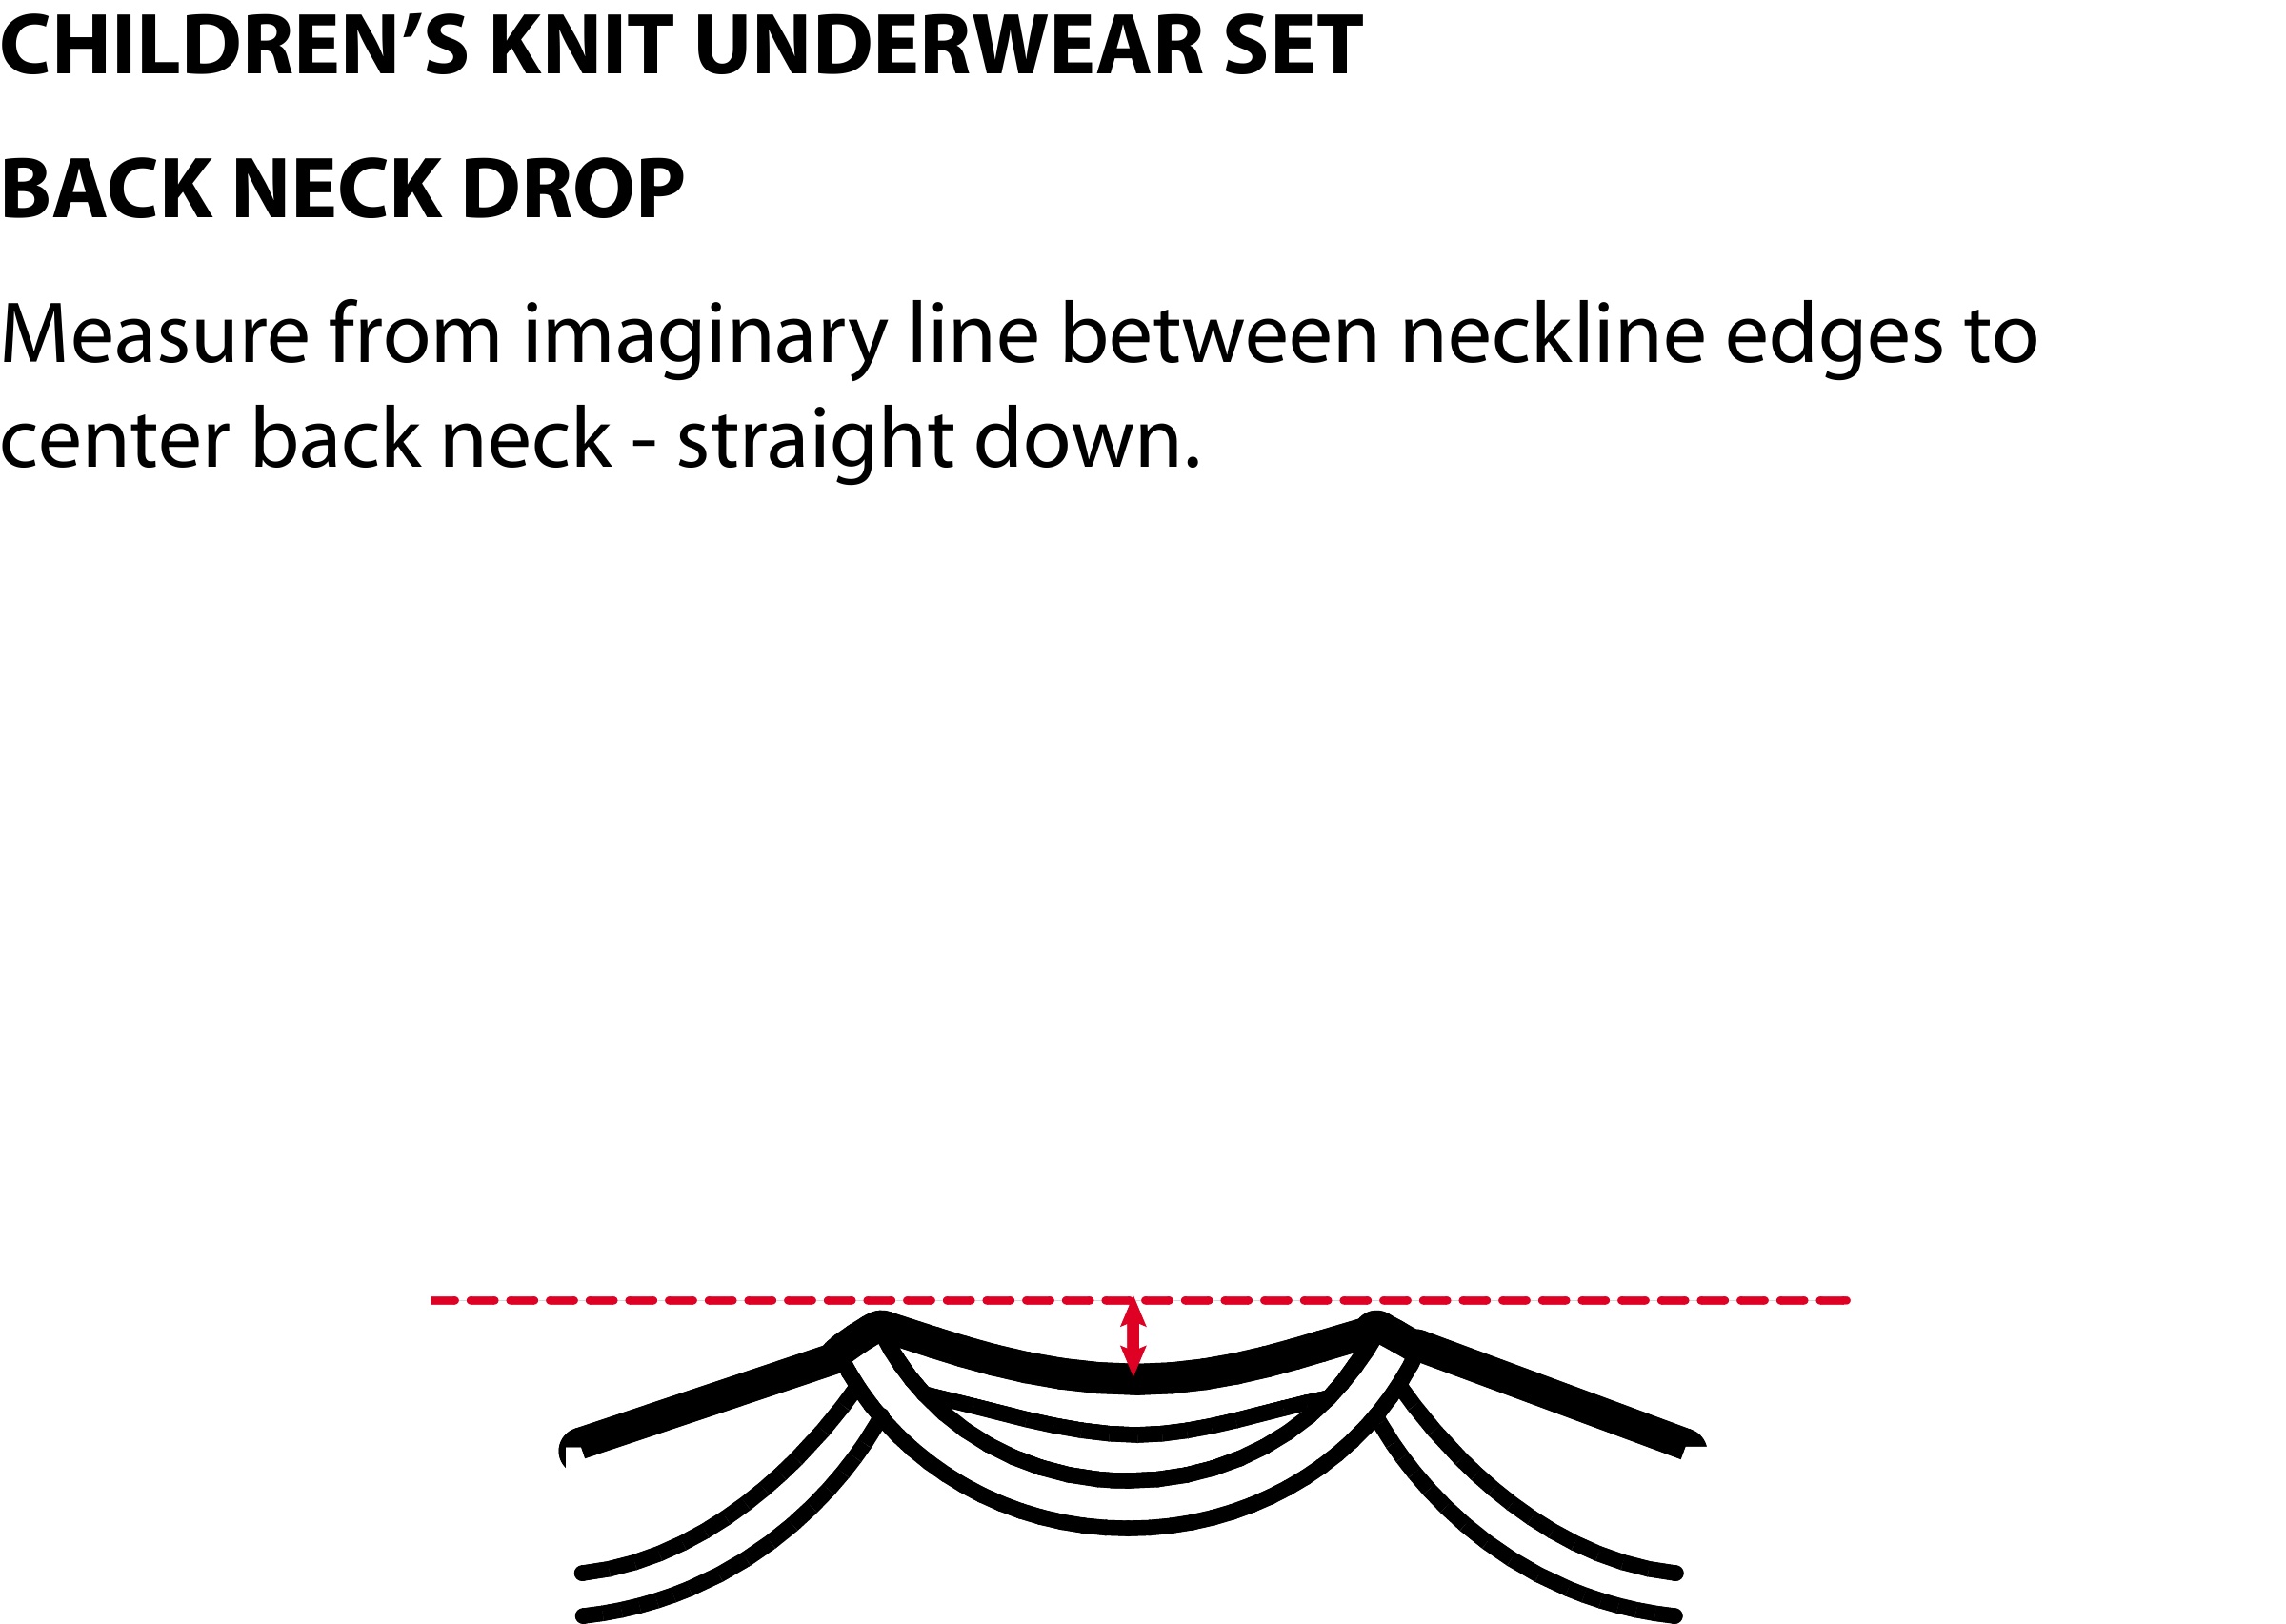 CHILDREN’S KNIT UNDERWEAR SET
BACK NECK DROP
Measure from imaginary line between neckline edges to
center back neck - straight down.